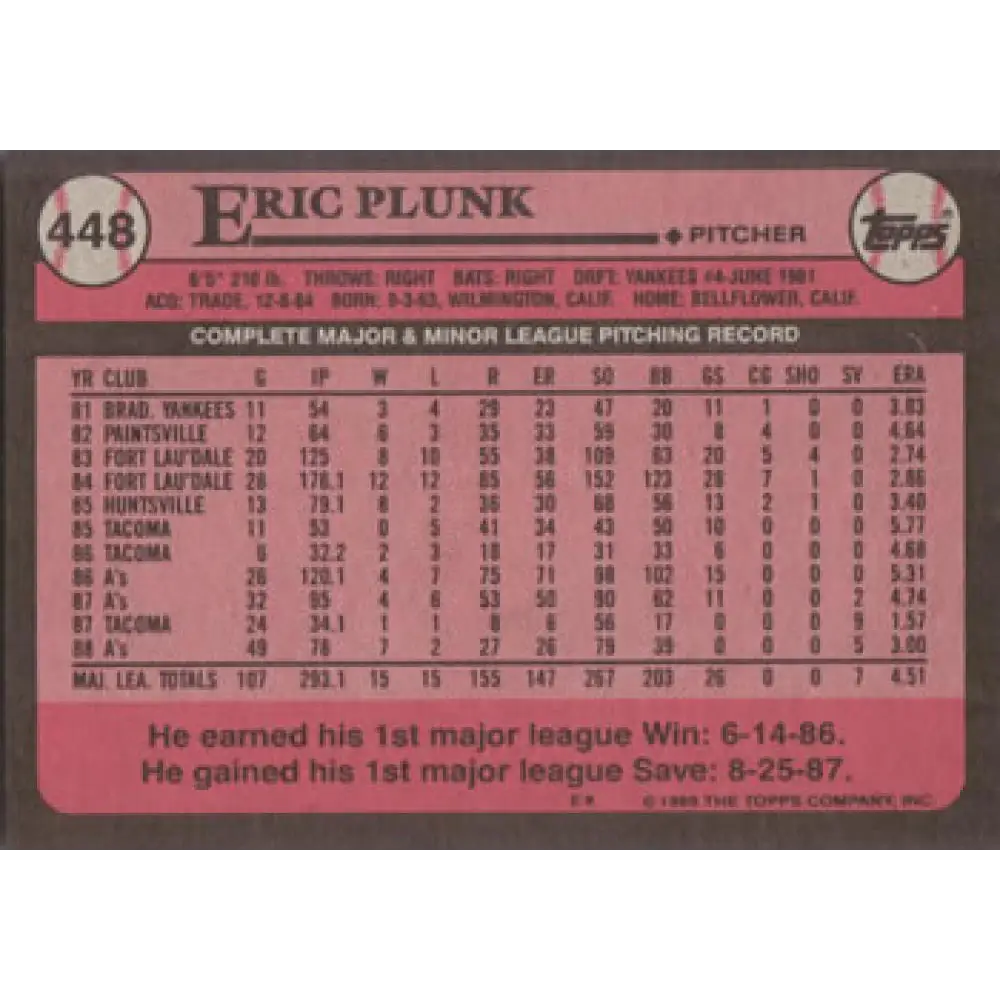 448
ERIC PLUNK
PITCHER
TOPPS®
6'5" 210 lb. THROWS: RIGHT BATS: RIGHT DRFT: YANKEES #4-JUNE 1981
ACQ: TRADE, 12-8-84 BORN: 9-3-63, WILMINGTON, CALIF. HOME: BELLFLOWER, CALIF.
COMPLETE MAJOR & MINOR LEAGUE PITCHING RECORD
YR CLUB G IP W L R ER SO BB GS CG SHO SV ERA
81 BRAD. YANKEES 11 54 3 4 29 23 47 20 11 1 0 0 3.83
82 PAINTSVILLE 12 64 6 3 35 33 59 30 8 4 0 0 4.64
83 FORT LAU'DALE 20 125 8 10 55 38 109 63 20 5 4 0 2.74
84 FORT LAU'DALE 28 176.1 12 12 85 56 152 123 28 7 1 0 2.86
85 HUNTSVILLE 13 79.1 8 2 36 30 68 56 13 2 1 0 3.40
85 TACOMA 11 53 0 5 41 34 43 50 10 0 0 0 5.77
86 TACOMA 6 32.2 2 3 18 17 31 33 6 0 0 0 4.68
86 A's 26 120.1 4 7 75 71 98 102 15 0 0 0 5.31
87 A's 32 95 4 6 53 50 90 62 11 0 0 2 4.74
87 TACOMA 24 34.1 1 1 8 6 56 17 0 0 0 9 1.57
88 A's 49 78 7 2 27 26 79 39 0 0 0 5 3.00
MAJ. LEA. TOTALS 107 293.1 15 15 155 147 267 203 26 0 0 7 4.51
He earned his 1st major league Win: 6-14-86.
He gained his 1st major league Save: 8-25-87.
© 1989 THE TOPPS COMPANY, INC.